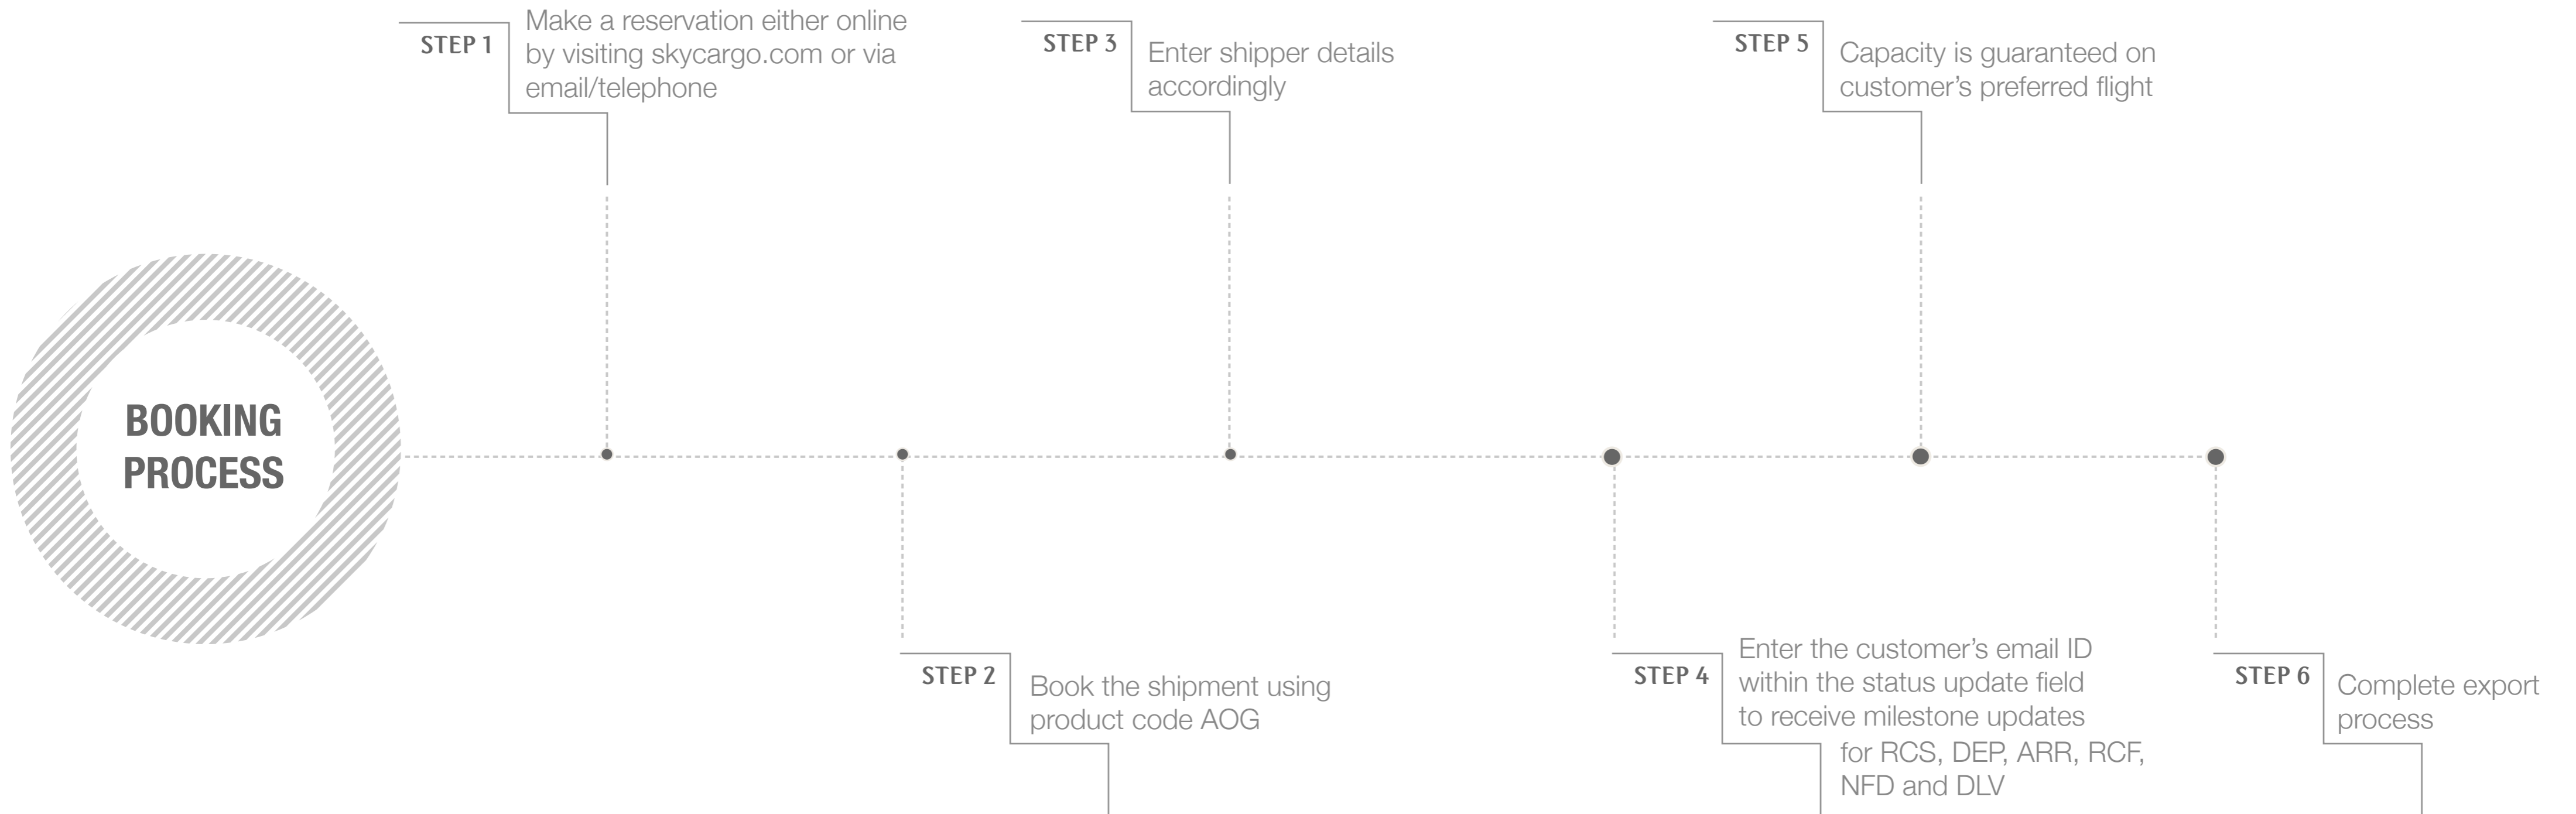 BOOKING
PROCESS
STEP 1
Make a reservation either online
by visiting skycargo.com or via
email/telephone
STEP 2
Book the shipment using
product code AOG
STEP 3
Enter shipper details
accordingly
STEP 4
Enter the customer’s email ID
within the status update field
to receive milestone updates
for RCS, DEP, ARR, RCF,
NFD and DLV
STEP 5
Capacity is guaranteed on
customer’s preferred flight
STEP 6
Complete export
process